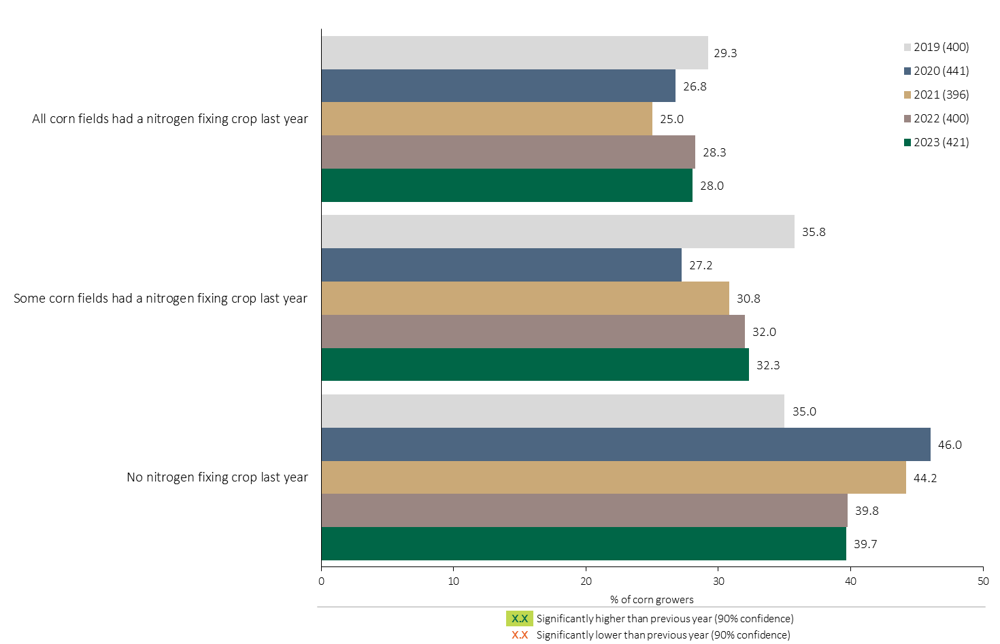 2019 (400)
2020 (441)
2021 (396)
2022 (400)
2023 (421)
All corn fields had a nitrogen fixing crop last year
29.3
26.8
25.0
28.3
28.0
Some corn fields had a nitrogen fixing crop last year
35.8
27.2
30.8
32.0
32.3
No nitrogen fixing crop last year
35.0
46.0
44.2
39.8
39.7
0 10 20 30 40 50
% of corn growers
X.X Significantly higher than previous year (90% confidence)
X.X Significantly lower than previous year (90% confidence)